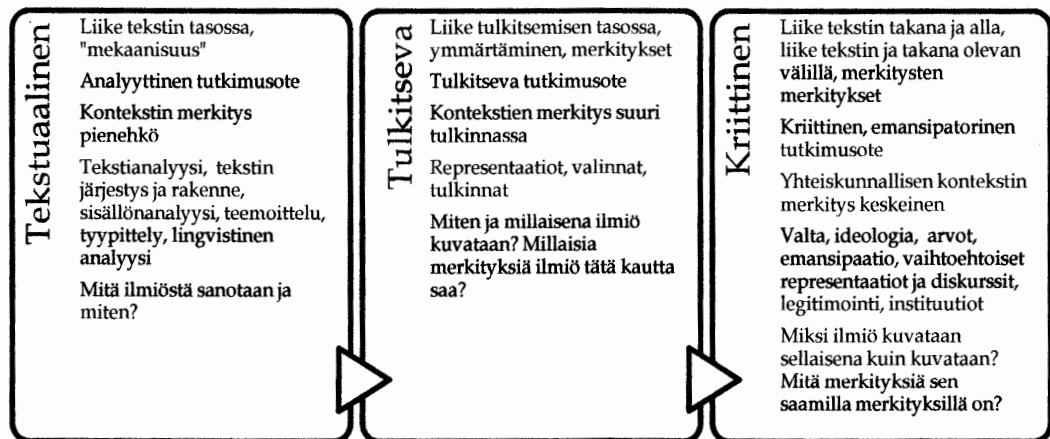 Tekstuaalinen
Liike tekstin tasossa,
"mekaanisuus"
Analyyttinen tutkimusote
Kontekstin merkitys
pienehkö
Tekstianalyysi, tekstin
järjestys ja rakenne,
sisällönanalyysi, teemoittelu,
tyypittely, lingvistinen
analyysi
Mitä ilmiöstä sanotaan ja
miten?
Tulkitseva
Liike tulkitsemisen tasossa,
ymmärtäminen, merkitykset
Tulkitseva tutkimusote
Kontekstien merkitys suuri
tulkinnassa
Representaatiot, valinnat,
tulkinnat
Miten ja millaisena ilmiö
kuvataan? Millaisia
merkityksiä ilmiö tätä kautta
saa?
Kriittinen
Liike tekstin takana ja alla,
liike tekstin ja takana olevan
välillä, merkitysten
merkitykset
Kriittinen, emansipatorinen
tutkimusote
Yhteiskunnallisen kontekstin
merkitys keskeinen
Valta, ideologia, arvot,
emansipaatio, vaihtoehtoiset
representaatiot ja diskurssit,
legitimointi, instituutiot
Miksi ilmiö kuvataan
sellaisena kuin kuvataan?
Mitä merkityksiä sen
saamilla merkityksillä on?